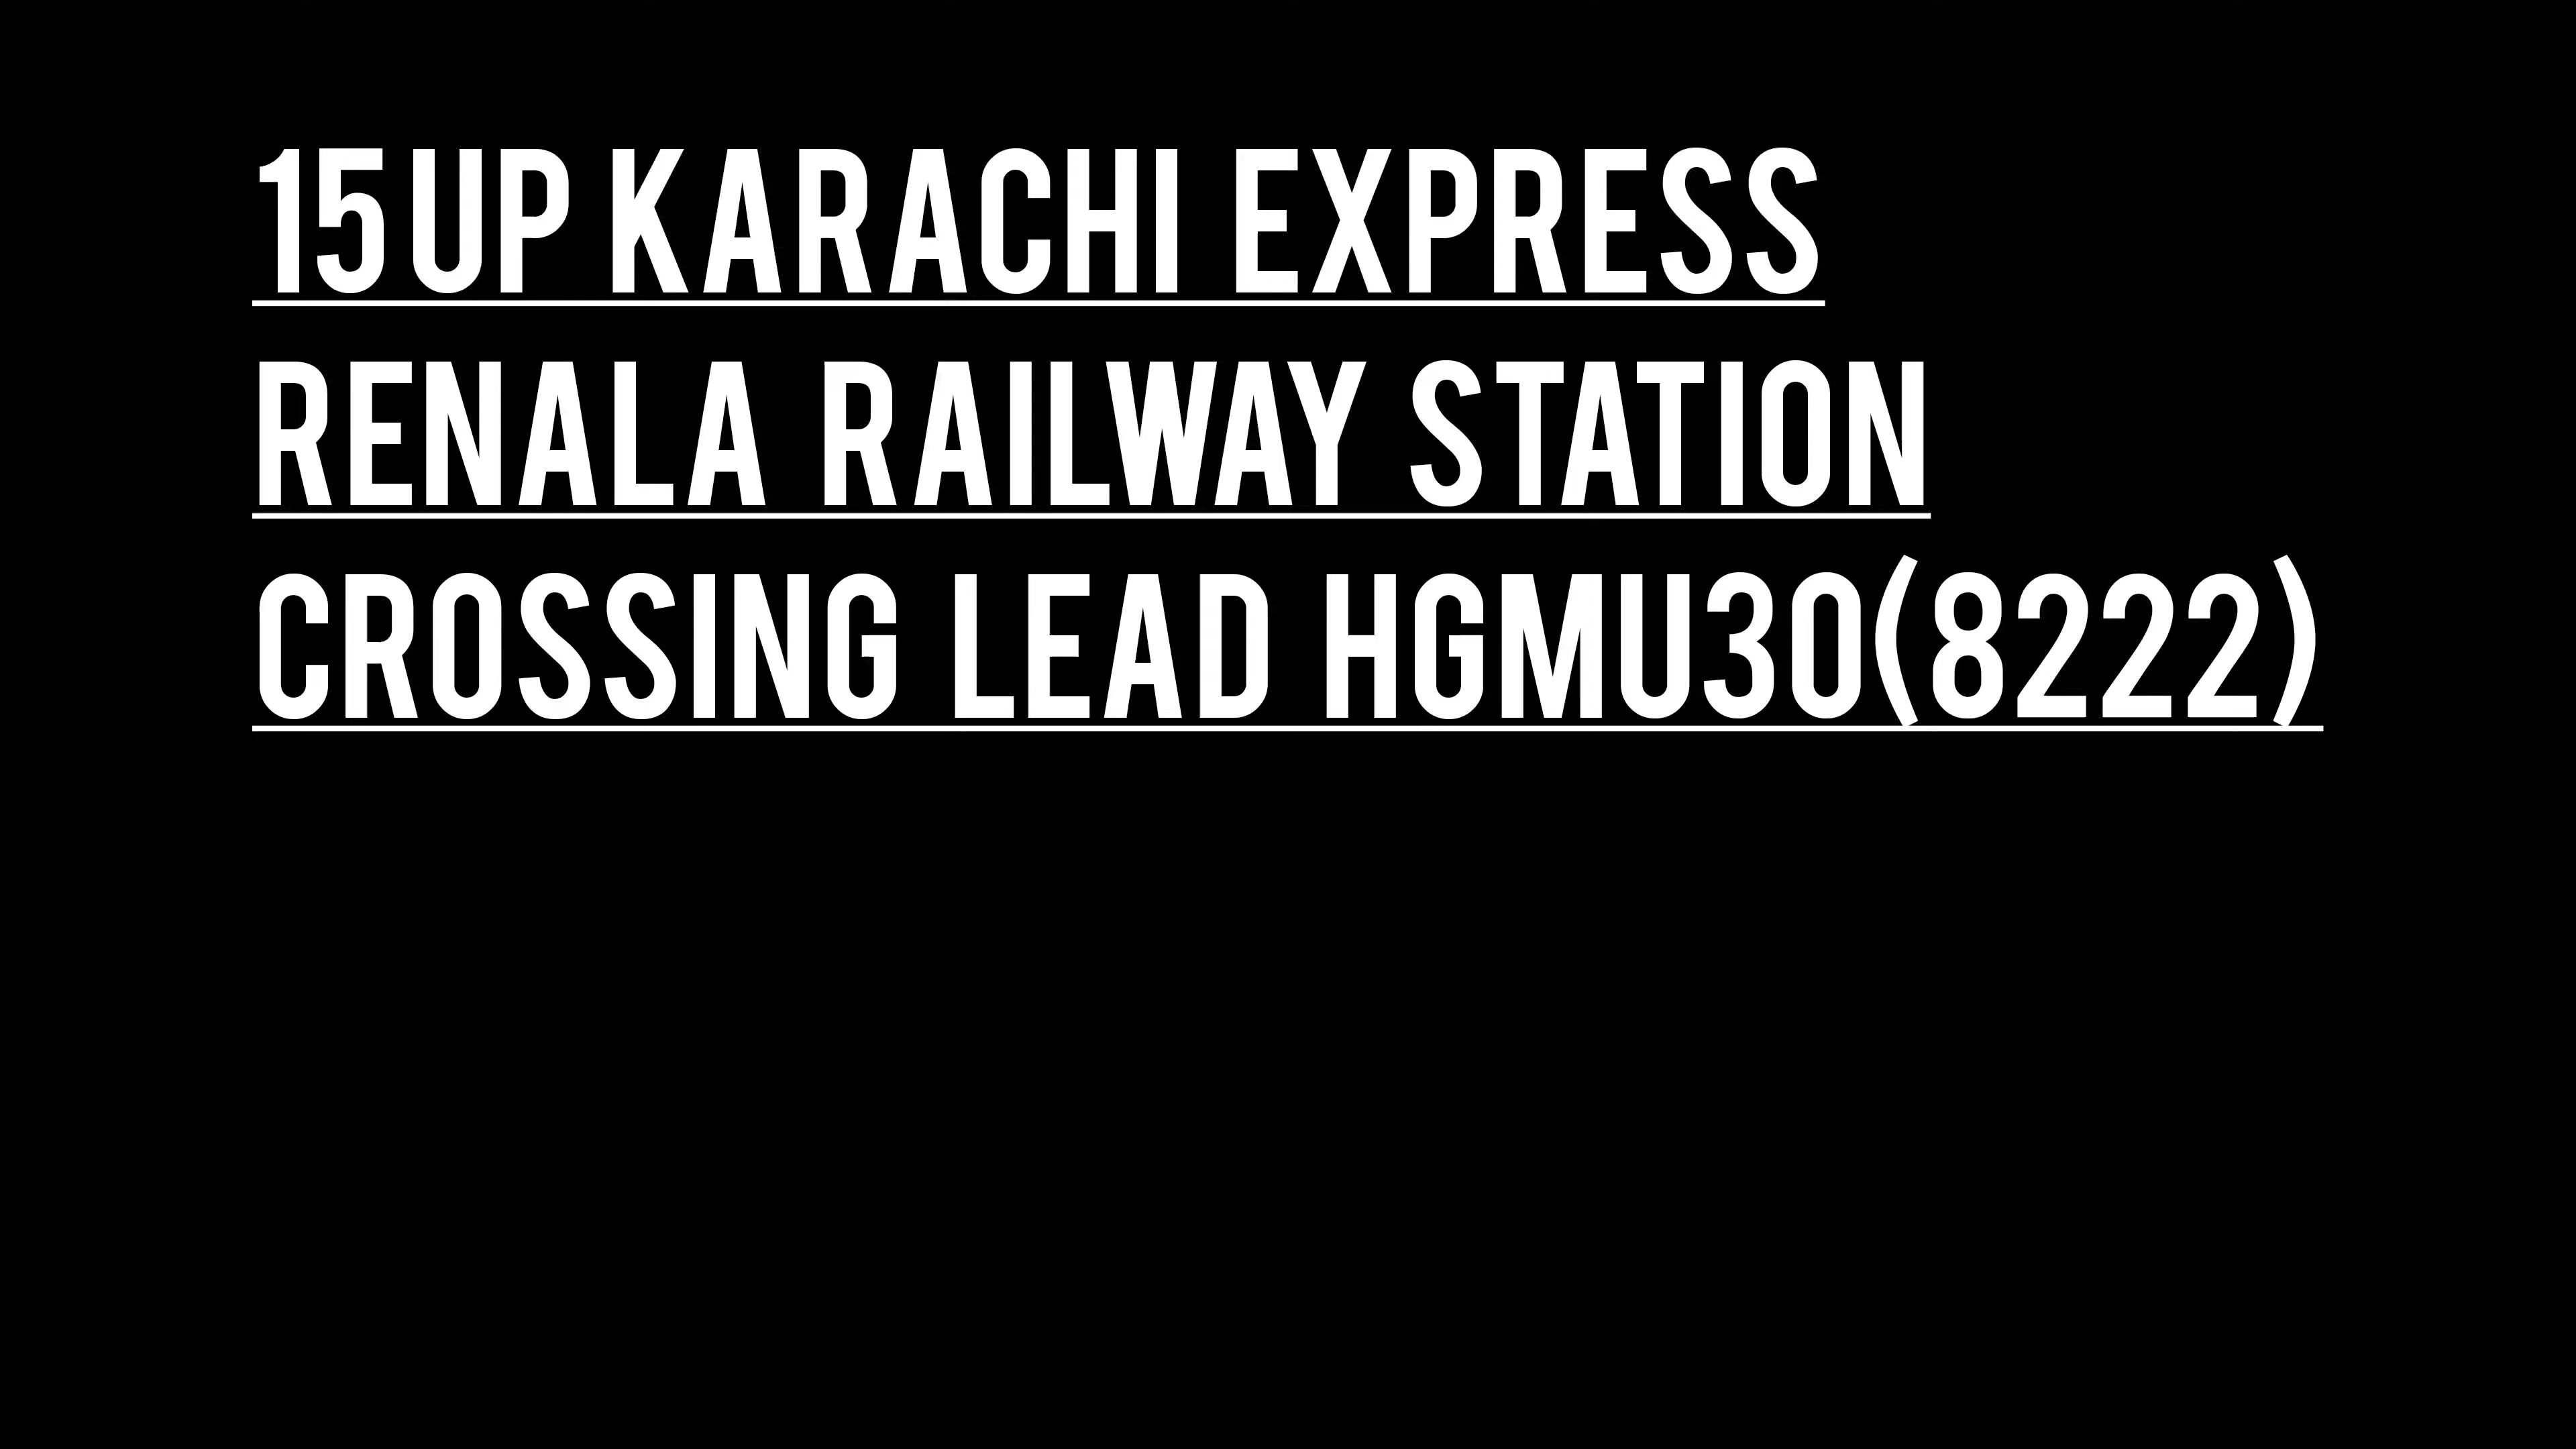 15UP KARACHI EXPRESS
RENALA RAILWAY STATION
CROSSING LEAD HGMU30(8222)